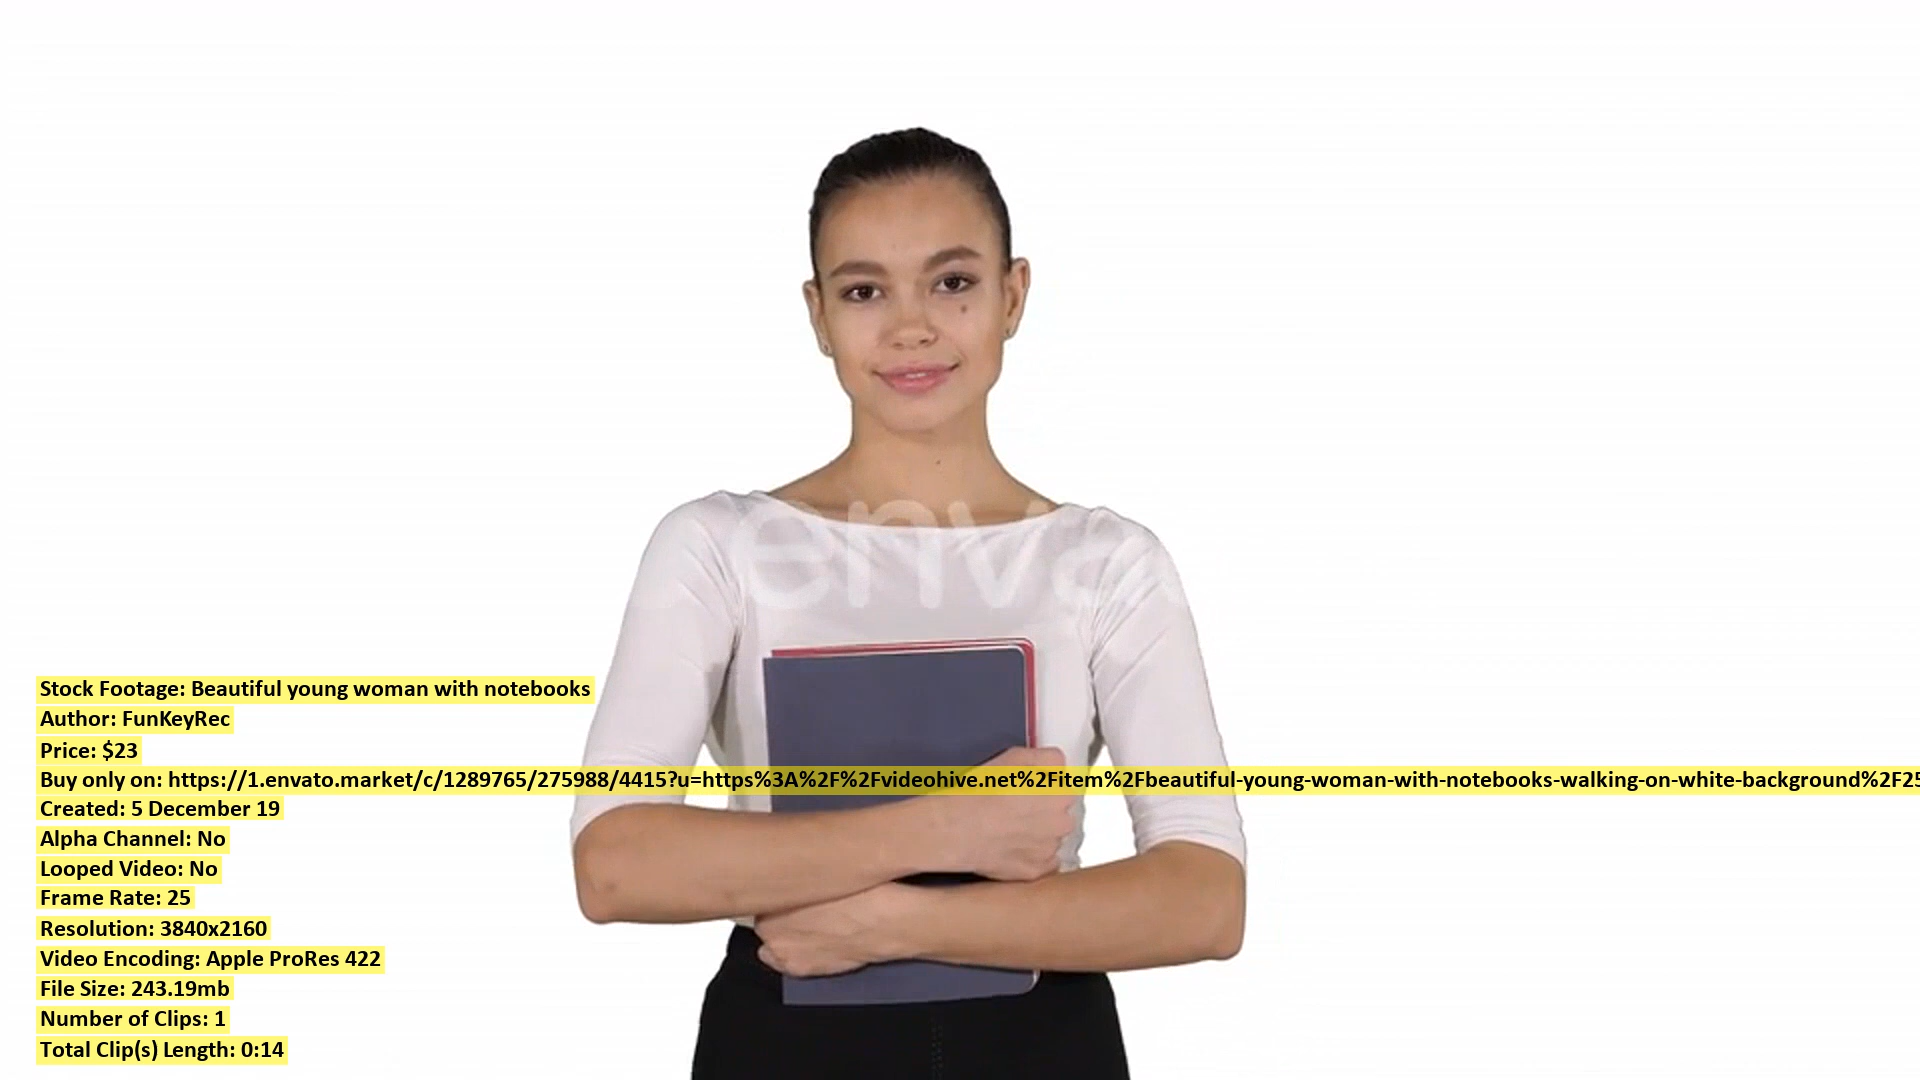 enva
Stock Footage: Beautiful young woman with notebooks
Author: FunKeyRec
Price: $23
Buy only on: https://1.envato.market/c/1289765/275988/4415?u=https%3A%2F%2Fvideohive.net%2Fitem%2Fbeautiful-young-woman-with-notebooks-walking-on-white-background%2F25
Created: 5 December 19
Alpha Channel: No
Looped Video: No
Frame Rate: 25
Resolution: 3840x2160
Video Encoding: Apple ProRes 422
File Size: 243.19mb
Number of Clips: 1
Total Clip(s) Length: 0:14